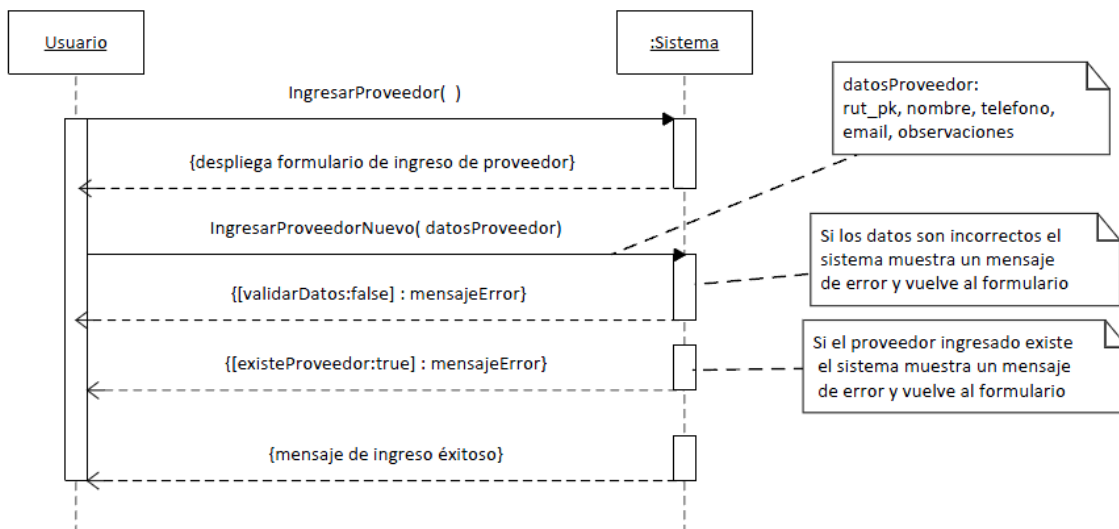 Usuario
:Sistema
IngresarProveedor( )
datosProveedor:
rut_pk, nombre, telefono,
email, observaciones
{despliega formulario de ingreso de proveedor}
IngresarProveedorNuevo( datosProveedor)
Si los datos son incorrectos el
sistema muestra un mensaje
de error y vuelve al formulario
{[validarDatos:false] : mensajeError}
Si el proveedor ingresado existe
el sistema muestra un mensaje
de error y vuelve al formulario
{[existeProveedor:true] : mensajeError}
{mensaje de ingreso éxitoso}